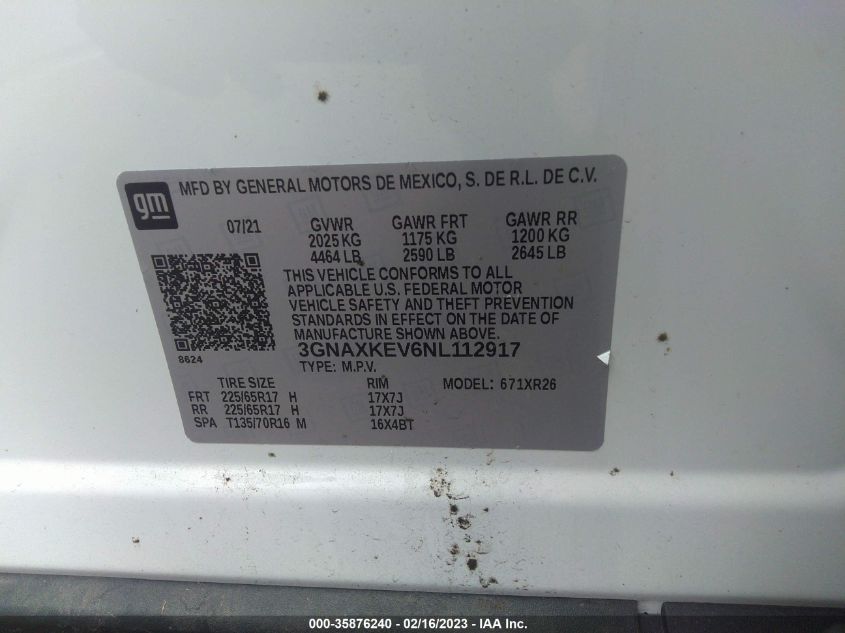 gm MFD BY GENERAL MOTORS DE MEXICO, S. DE R.L. DE C.V.
07/21 GVWR GAWR FRT GAWR RR
2025 KG 1175 KG 1200 KG
4464 LB 2590 LB 2645 LB
THIS VEHICLE CONFORMS TO ALL
APPLICABLE U.S. FEDERAL MOTOR
VEHICLE SAFETY AND THEFT PREVENTION
STANDARDS IN EFFECT ON THE DATE OF
MANUFACTURE SHOWN ABOVE.
8624 3GNAXKEV6NL112917
TYPE: M.P.V.
TIRE SIZE RIM MODEL: 671XR26
FRT 225/65R17 H 17X7J
RR 225/65R17 H 17X7J
SPA T135/70R16 M 16X4BT
000-35876240 - 02/16/2023 - IAA Inc.